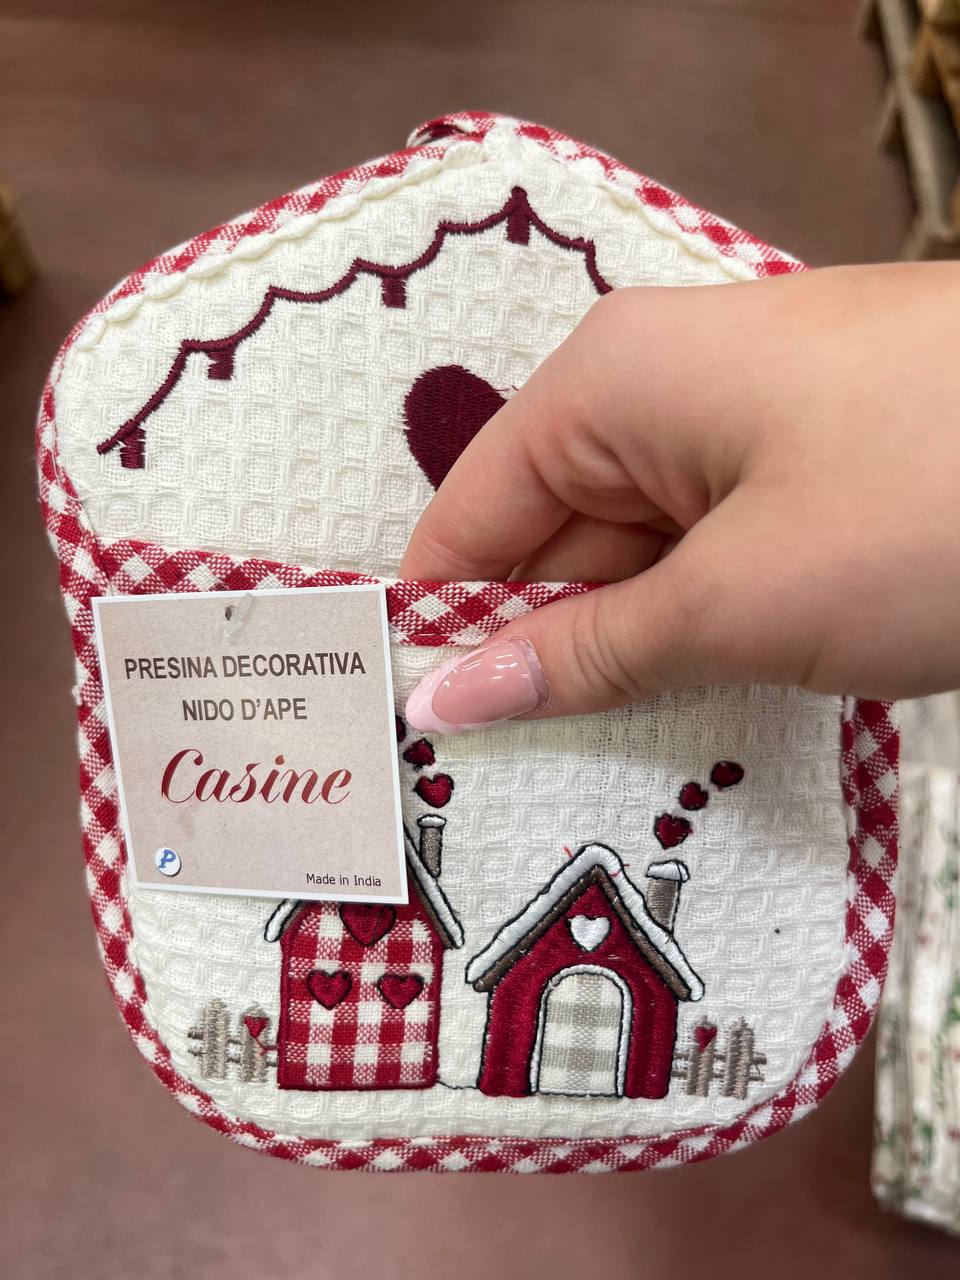 PRESINA DECORATIVA
NIDO D'APE
Casine
P
Made in India